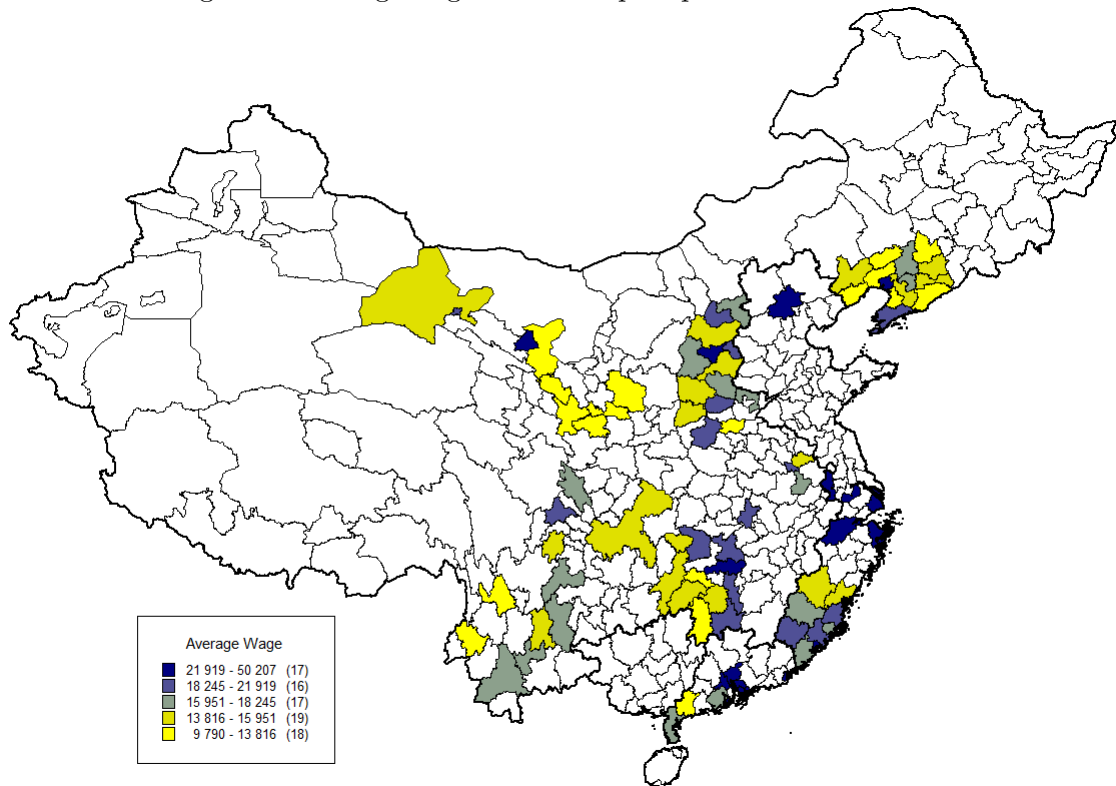 Average Wage
21 919 - 50 207 (17)
18 245 - 21 919 (16)
15 951 - 18 245 (17)
13 816 - 15 951 (19)
9 790 - 13 816 (18)